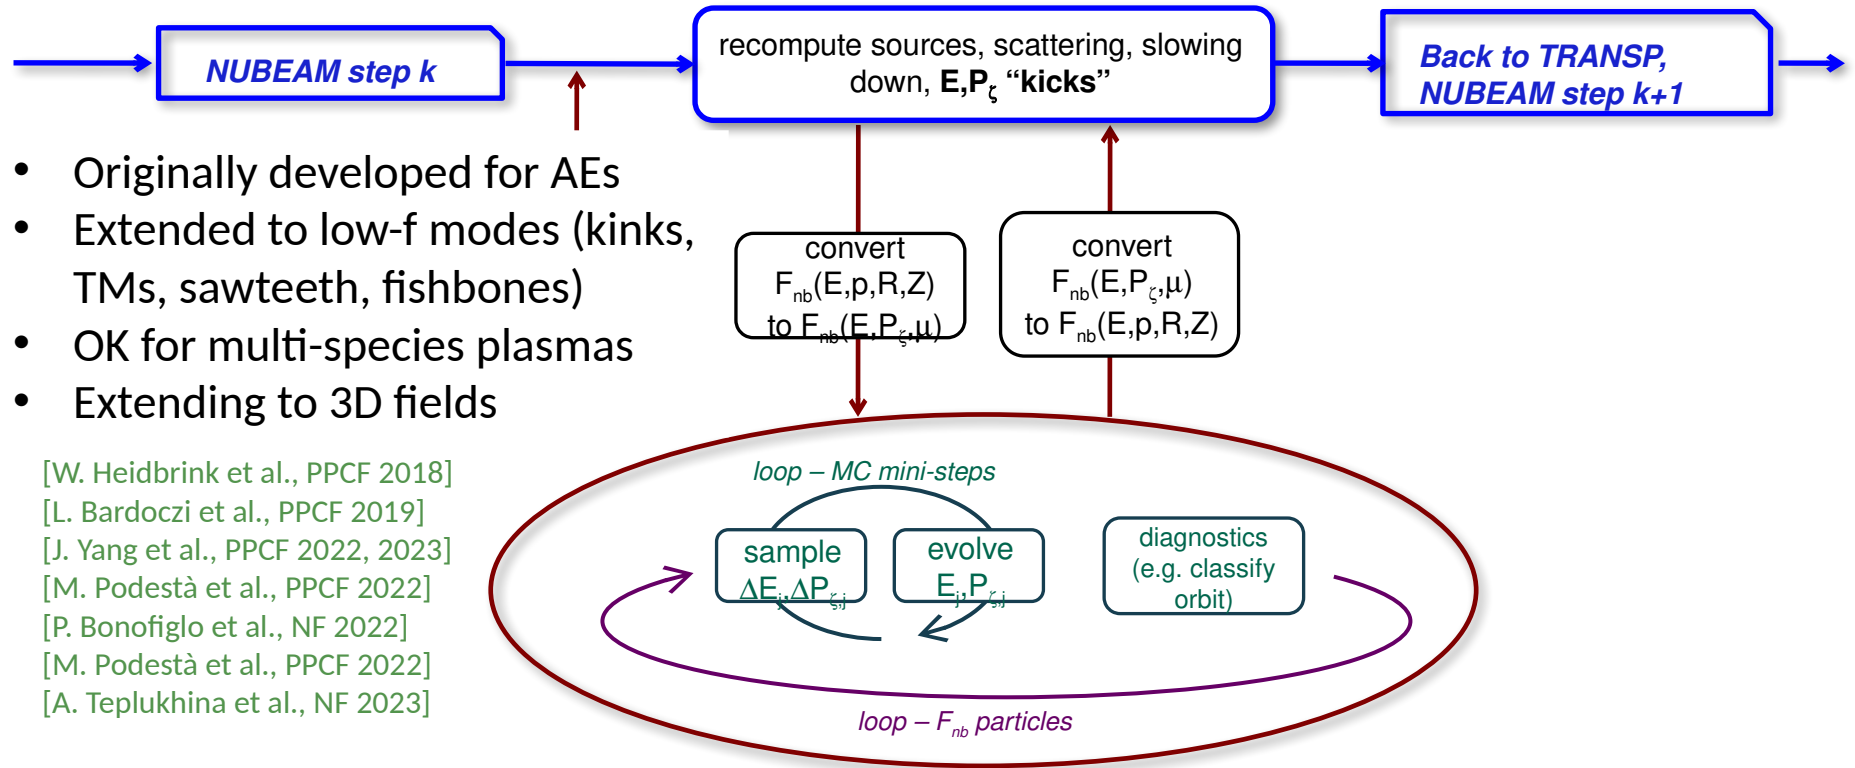 NUBEAM step k
recompute sources, scattering, slowing
down, E,Pζ “kicks”
Back to TRANSP,
NUBEAM step k+1
• Originally developed for AEs
• Extended to low-f modes (kinks,
TMs, sawteeth, fishbones)
• OK for multi-species plasmas
• Extending to 3D fields
convert
Fnb(E,p,R,Z)
to Fnb(E,Pζ,μ)
convert
Fnb(E,Pζ,μ)
to Fnb(E,p,R,Z)
[W. Heidbrink et al., PPCF 2018]
[L. Bardoczi et al., PPCF 2019]
[J. Yang et al., PPCF 2022, 2023]
[M. Podestà et al., PPCF 2022]
[P. Bonofiglo et al., NF 2022]
[M. Podestà et al., PPCF 2022]
[A. Teplukhina et al., NF 2023]
loop – MC mini-steps
sample
ΔEj,ΔPζ,j
evolve
Ej,Pζ,j
diagnostics
(e.g. classify
orbit)
loop – Fnb particles